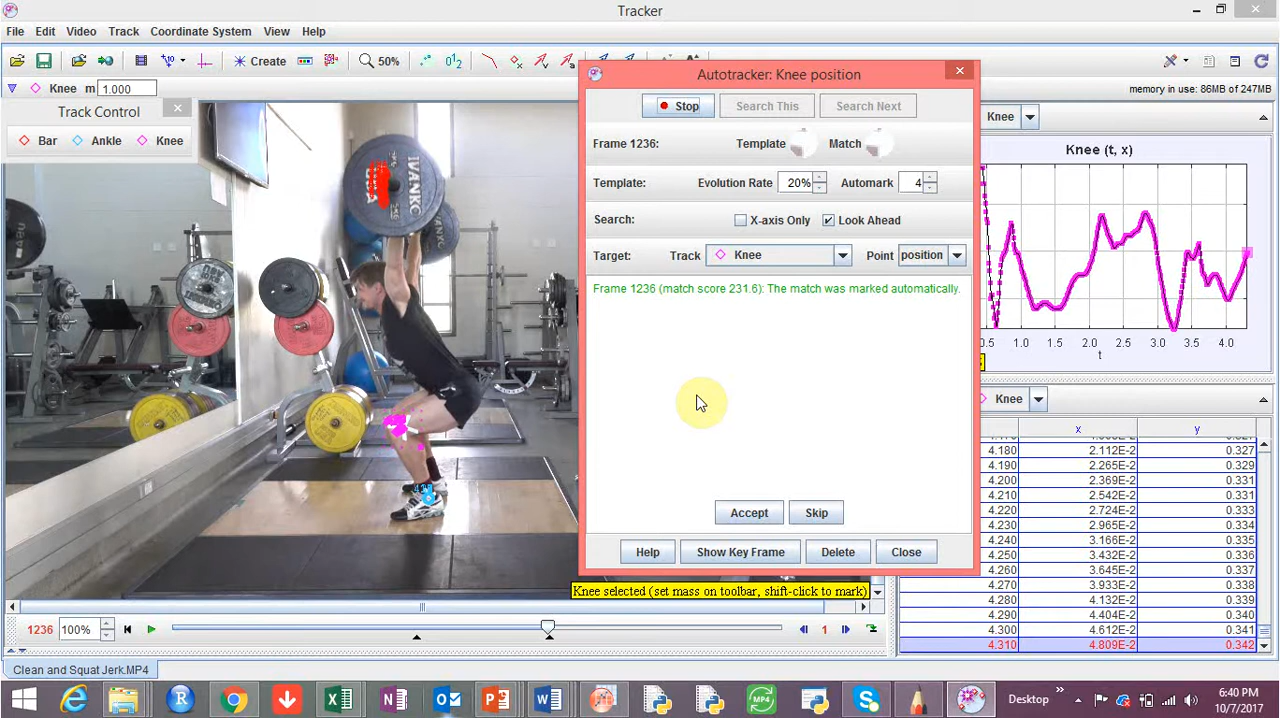 Tracker
File Edit Video Track Coordinate System View Help
Create 50%
Knee m 1.000
memory in use: 86MB of 247MB
Track Control
Bar Ankle Knee
IVANKO
Autotracker: Knee position
Stop Search This Search Next
Frame 1236: Template Match
Template: Evolution Rate 20% Automark 4
Search: X-axis Only Look Ahead
Target: Track Knee Point position
Frame 1236 (match score 231.6): The match was marked automatically.
Accept Skip
Help Show Key Frame Delete Close
Knee
Knee (t, x)
1.0 1.5 2.0 2.5 3.0 3.5 4.0
t
Knee
x y
4.180 2.112E-2 0.327
4.190 2.265E-2 0.329
4.200 2.369E-2 0.331
4.210 2.542E-2 0.331
4.220 2.724E-2 0.333
4.230 2.965E-2 0.334
4.240 3.166E-2 0.335
4.250 3.432E-2 0.336
4.260 3.645E-2 0.337
4.270 3.933E-2 0.338
4.280 4.132E-2 0.339
4.290 4.404E-2 0.340
4.300 4.612E-2 0.341
4.310 4.809E-2 0.342
Knee selected (set mass on toolbar, shift-click to mark)
1236 100% 1
Clean and Squat Jerk.MP4
Desktop
6:40 PM
10/7/2017